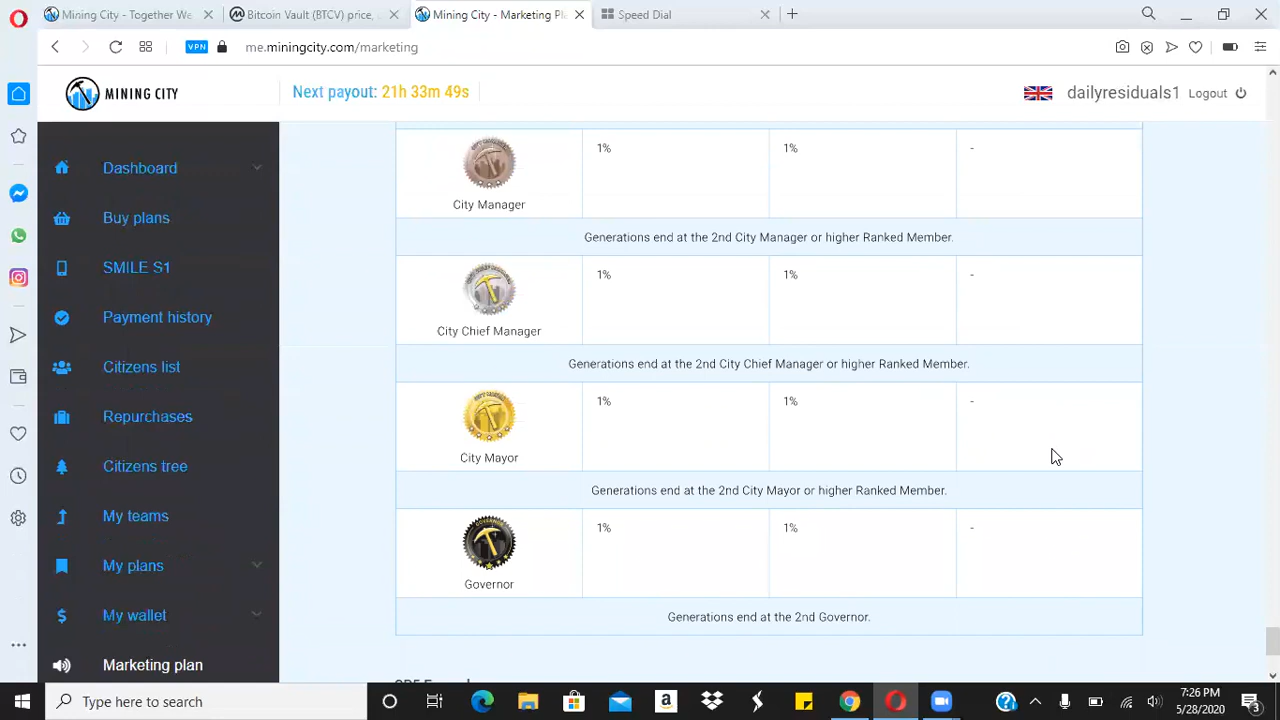 Mining City - Together We
Bitcoin Vault (BTCV) price,
Mining City - Marketing Pl
Speed Dial
VPN
me.miningcity.com/marketing
MINING CITY
Next payout: 21h 33m 49s
dailyresiduals1
Logout
Dashboard
Buy plans
SMILE S1
Payment history
Citizens list
Repurchases
Citizens tree
My teams
My plans
My wallet
Marketing plan
City Manager
1%
1%
-
Generations end at the 2nd City Manager or higher Ranked Member.
City Chief Manager
1%
1%
-
Generations end at the 2nd City Chief Manager or higher Ranked Member.
City Mayor
1%
1%
-
Generations end at the 2nd City Mayor or higher Ranked Member.
GOVERNOR
Governor
1%
1%
-
Generations end at the 2nd Governor.
Type here to search
7:26 PM
5/28/2020
3